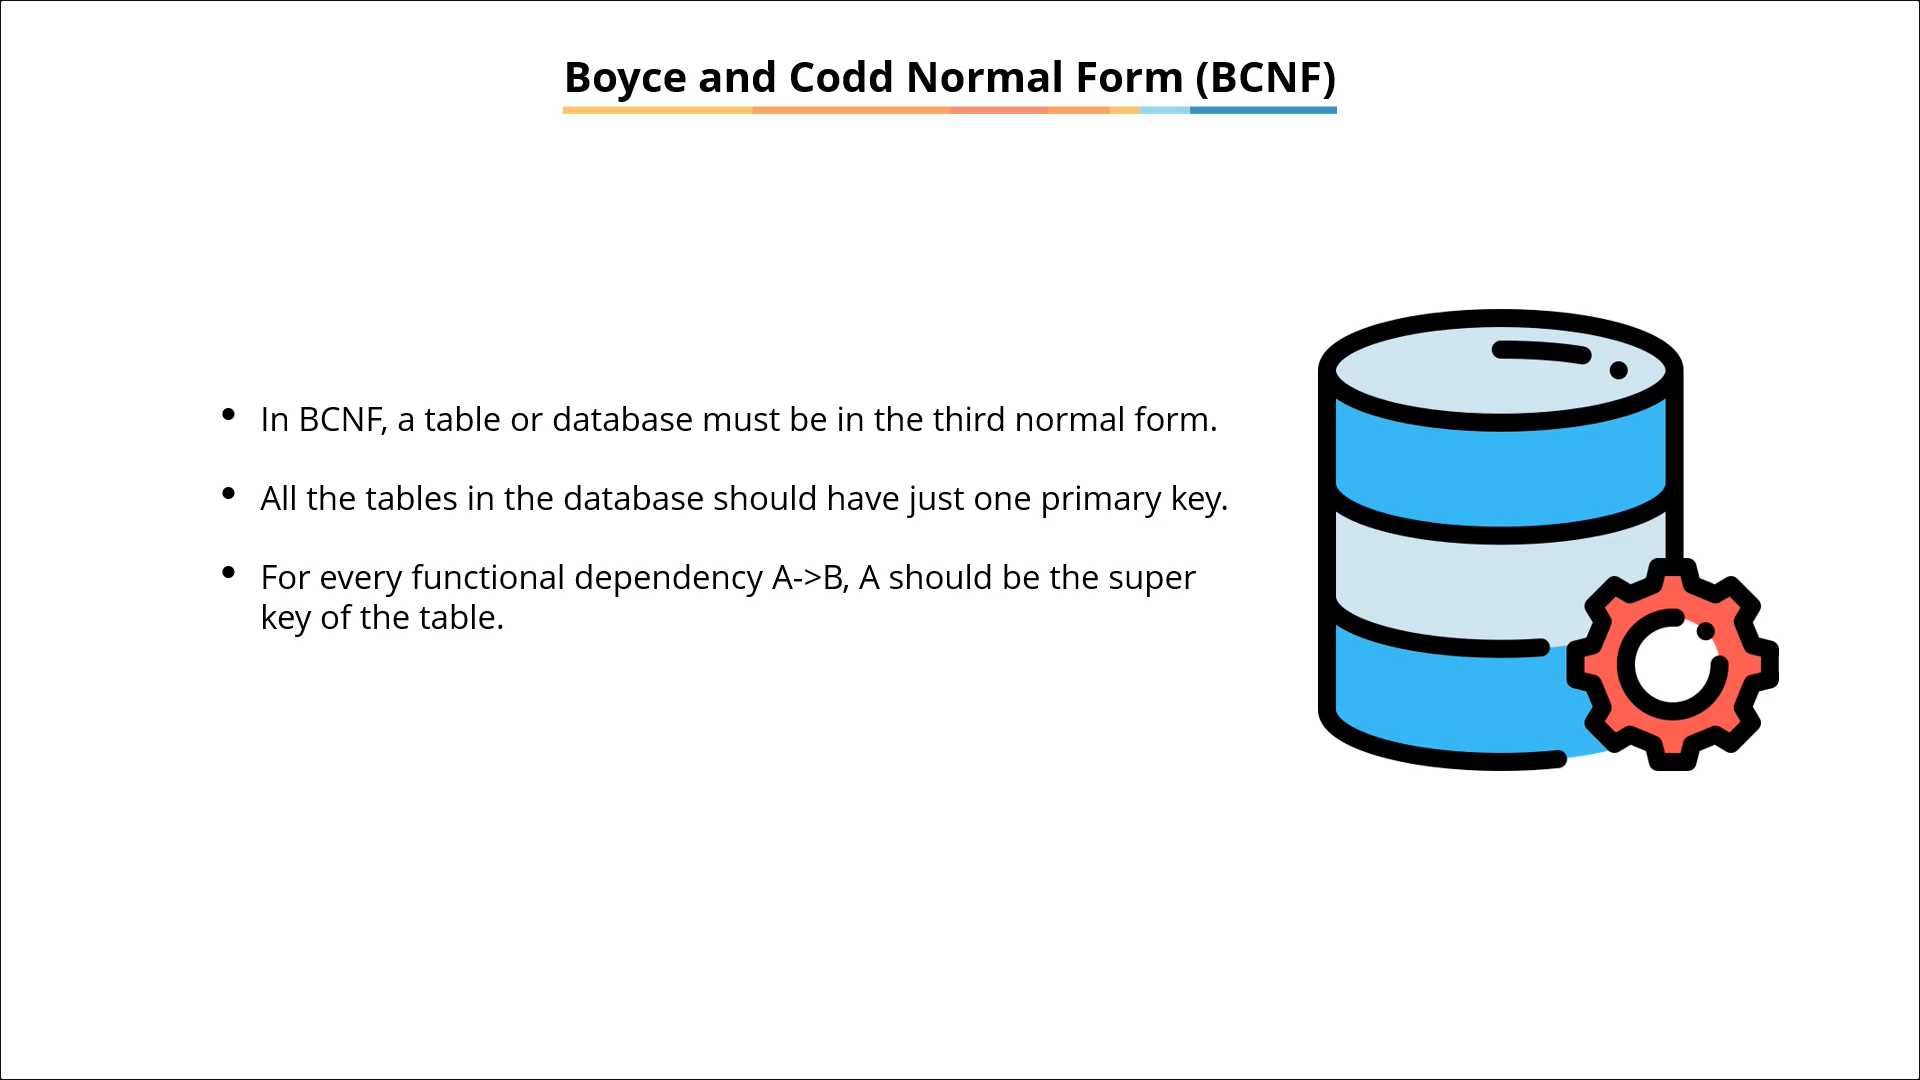 Boyce and Codd Normal Form (BCNF)
• In BCNF, a table or database must be in the third normal form.
• All the tables in the database should have just one primary key.
• For every functional dependency A->B, A should be the super
key of the table.